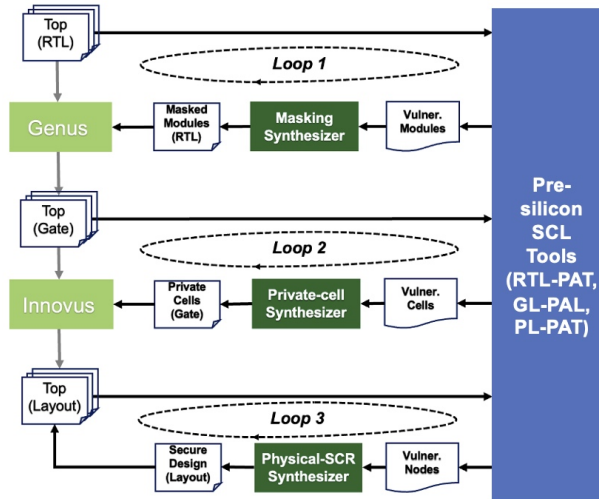 Top
(RTL)
Loop 1
Genus
Masked
Modules
(RTL)
Masking
Synthesizer
Vulner.
Modules
Top
(Gate)
Loop 2
Innovus
Private
Cells
(Gate)
Private-cell
Synthesizer
Vulner.
Cells
Top
(Layout)
Loop 3
Secure
Design
(Layout)
Physical-SCR
Synthesizer
Vulner.
Nodes
Pre-
silicon
SCL
Tools
(RTL-PAT,
GL-PAL,
PL-PAT)